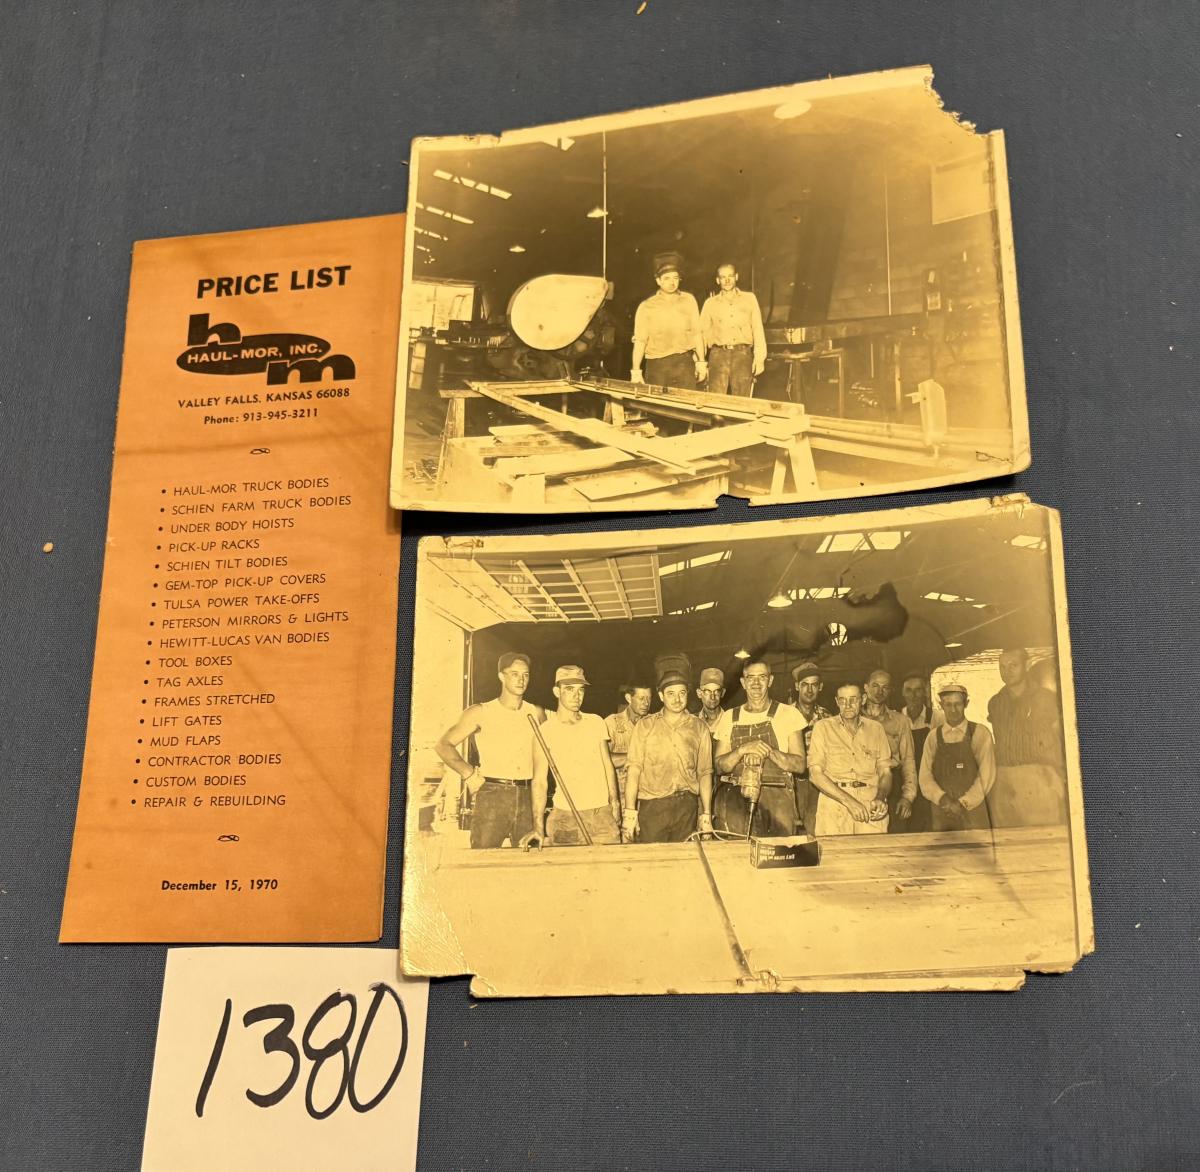 PRICE LIST
h
HAUL-MOR, INC.
m
VALLEY FALLS, KANSAS 66088
Phone: 913-945-3211
• HAUL-MOR TRUCK BODIES
• SCHIEN FARM TRUCK BODIES
• UNDER BODY HOISTS
• PICK-UP RACKS
• SCHIEN TILT BODIES
• GEM-TOP PICK-UP COVERS
• TULSA POWER TAKE-OFFS
• PETERSON MIRRORS & LIGHTS
• HEWITT-LUCAS VAN BODIES
• TOOL BOXES
• TAG AXLES
• FRAMES STRETCHED
• LIFT GATES
• MUD FLAPS
• CONTRACTOR BODIES
• CUSTOM BODIES
• REPAIR & REBUILDING
December 15, 1970
1380